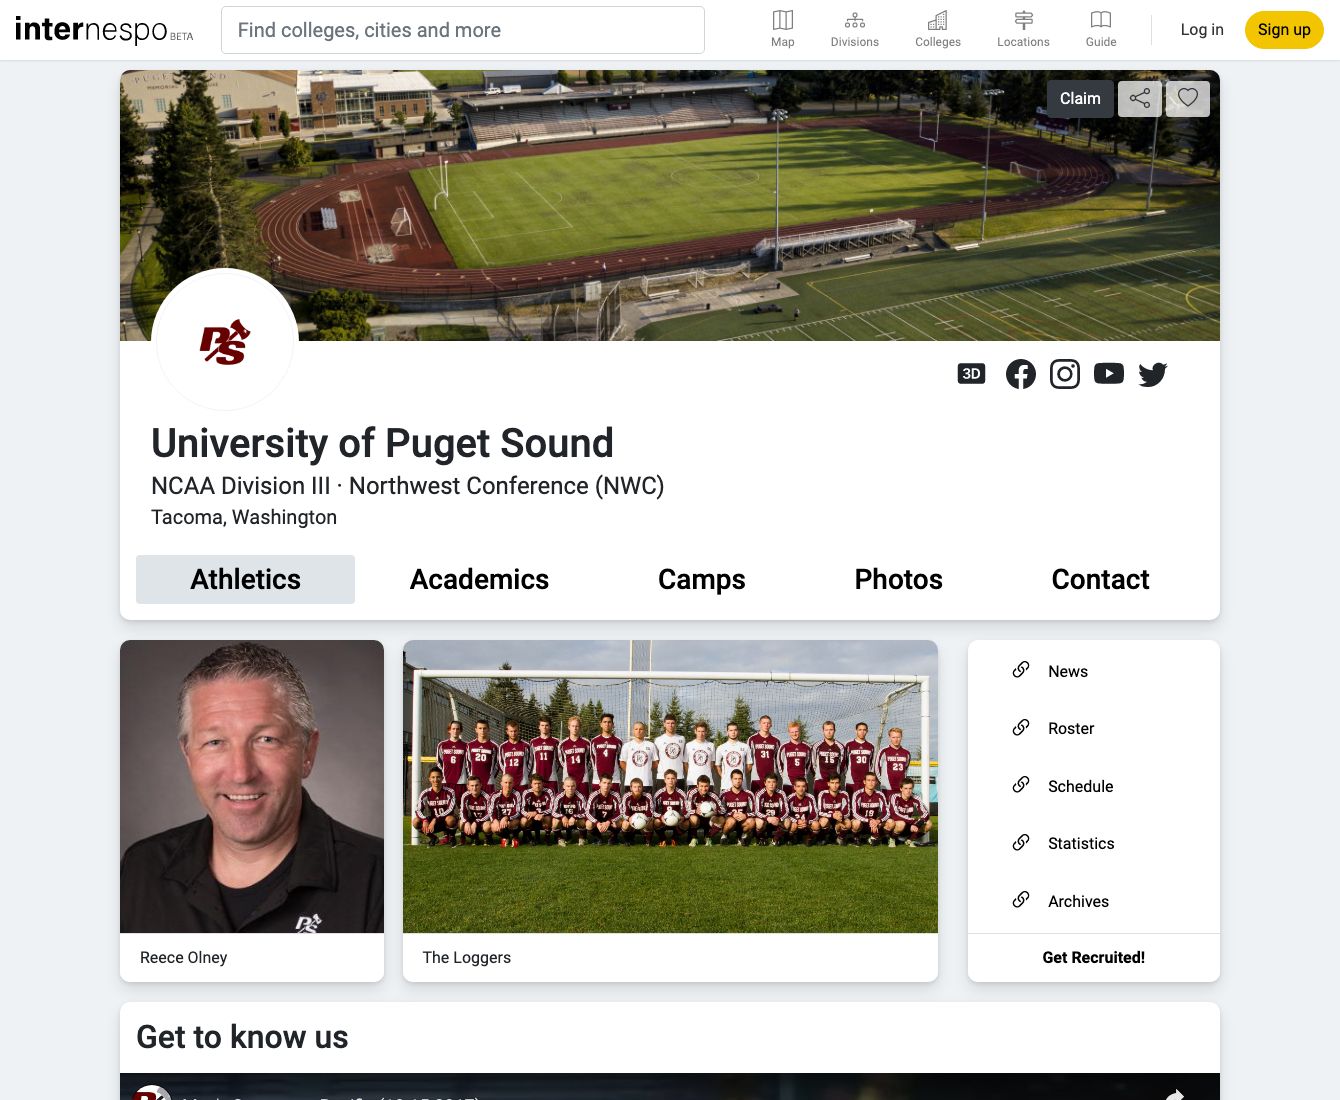 internespo BETA
Find colleges, cities and more
Map
Divisions
Colleges
Locations
Guide
Log in
Sign up
Claim
PS
3D
University of Puget Sound
NCAA Division III · Northwest Conference (NWC)
Tacoma, Washington
Athletics
Academics
Camps
Photos
Contact
Reece Olney
The Loggers
News
Roster
Schedule
Statistics
Archives
Get Recruited!
Get to know us